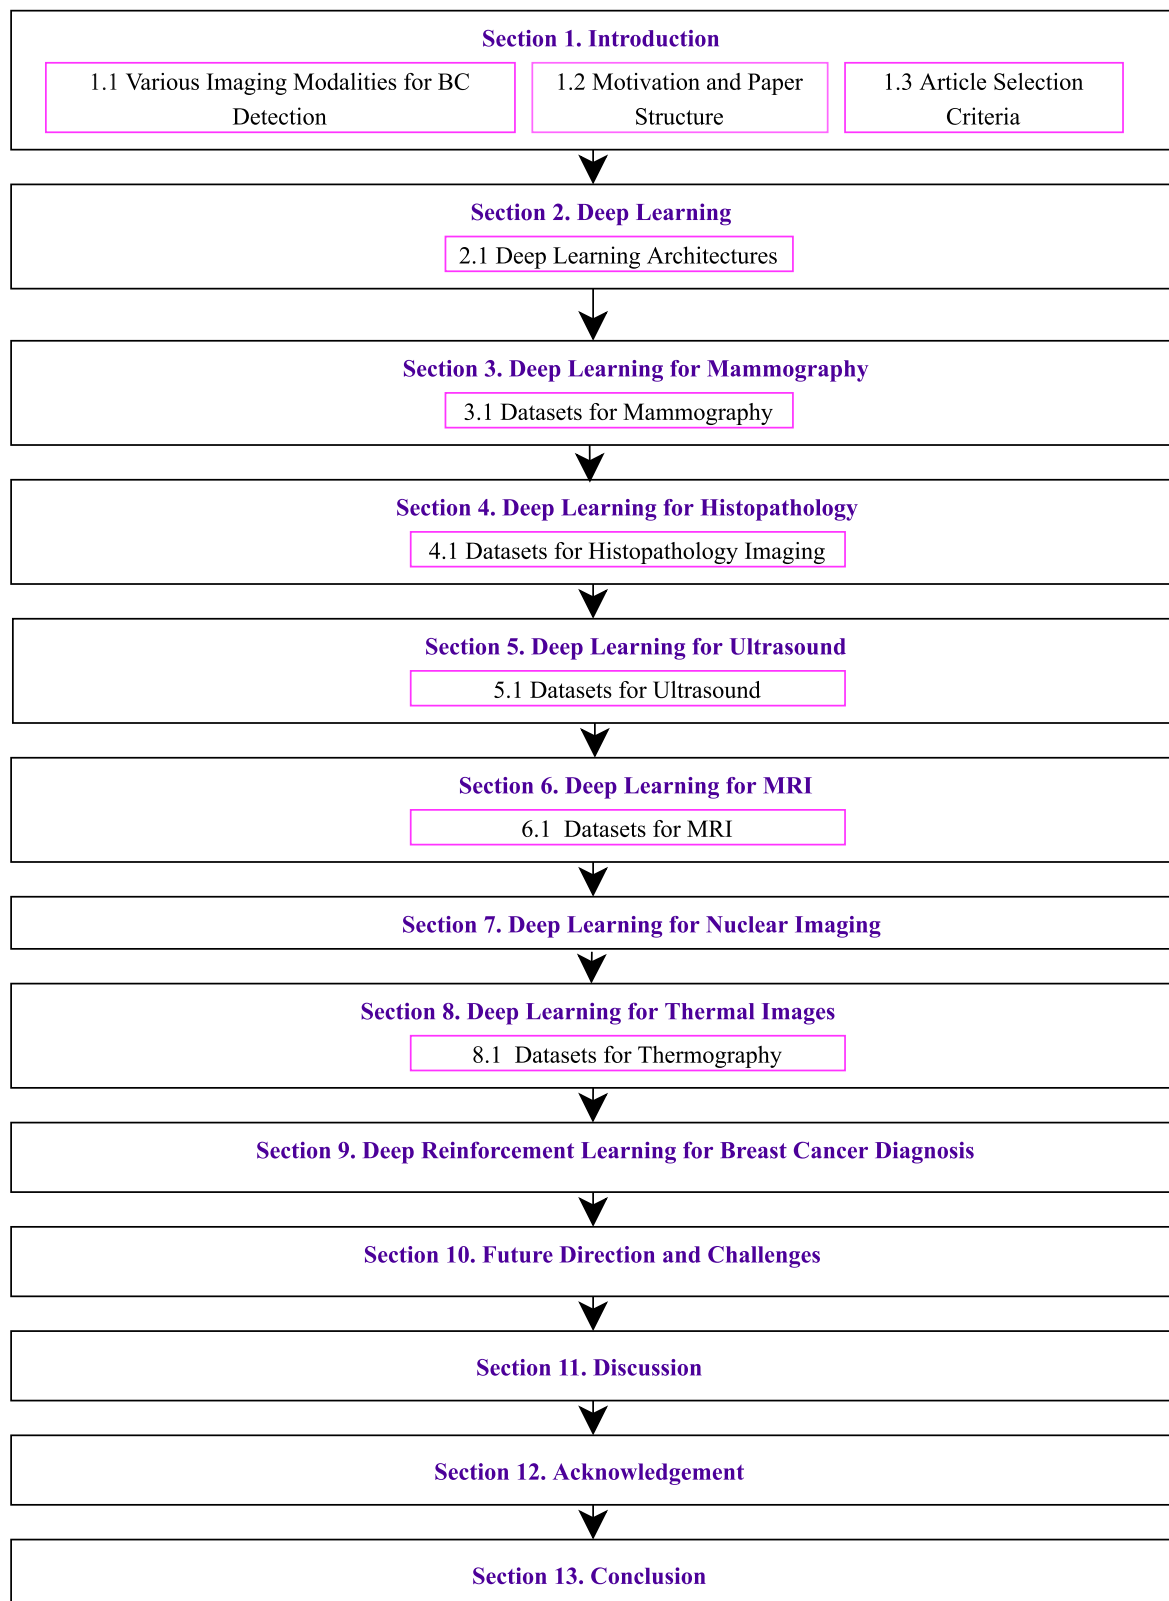 Section 1. Introduction
1.1 Various Imaging Modalities for BC
Detection
1.2 Motivation and Paper
Structure
1.3 Article Selection
Criteria
Section 2. Deep Learning
2.1 Deep Learning Architectures
Section 3. Deep Learning for Mammography
3.1 Datasets for Mammography
Section 4. Deep Learning for Histopathology
4.1 Datasets for Histopathology Imaging
Section 5. Deep Learning for Ultrasound
5.1 Datasets for Ultrasound
Section 6. Deep Learning for MRI
6.1 Datasets for MRI
Section 7. Deep Learning for Nuclear Imaging
Section 8. Deep Learning for Thermal Images
8.1 Datasets for Thermography
Section 9. Deep Reinforcement Learning for Breast Cancer Diagnosis
Section 10. Future Direction and Challenges
Section 11. Discussion
Section 12. Acknowledgement
Section 13. Conclusion